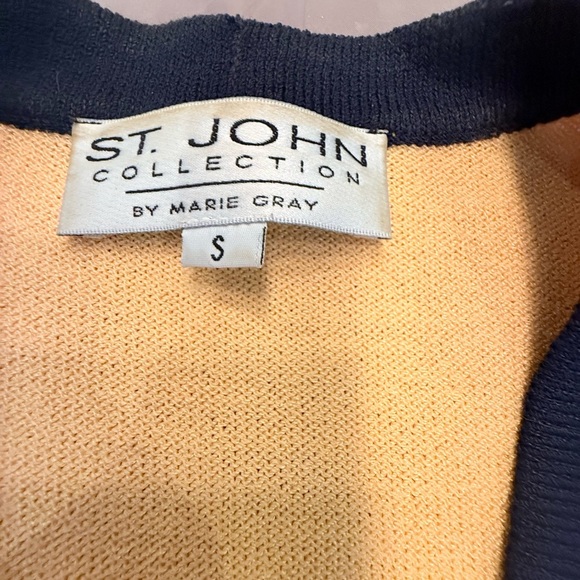 ST. JOHN
COLLECTION
BY MARIE GRAY
S